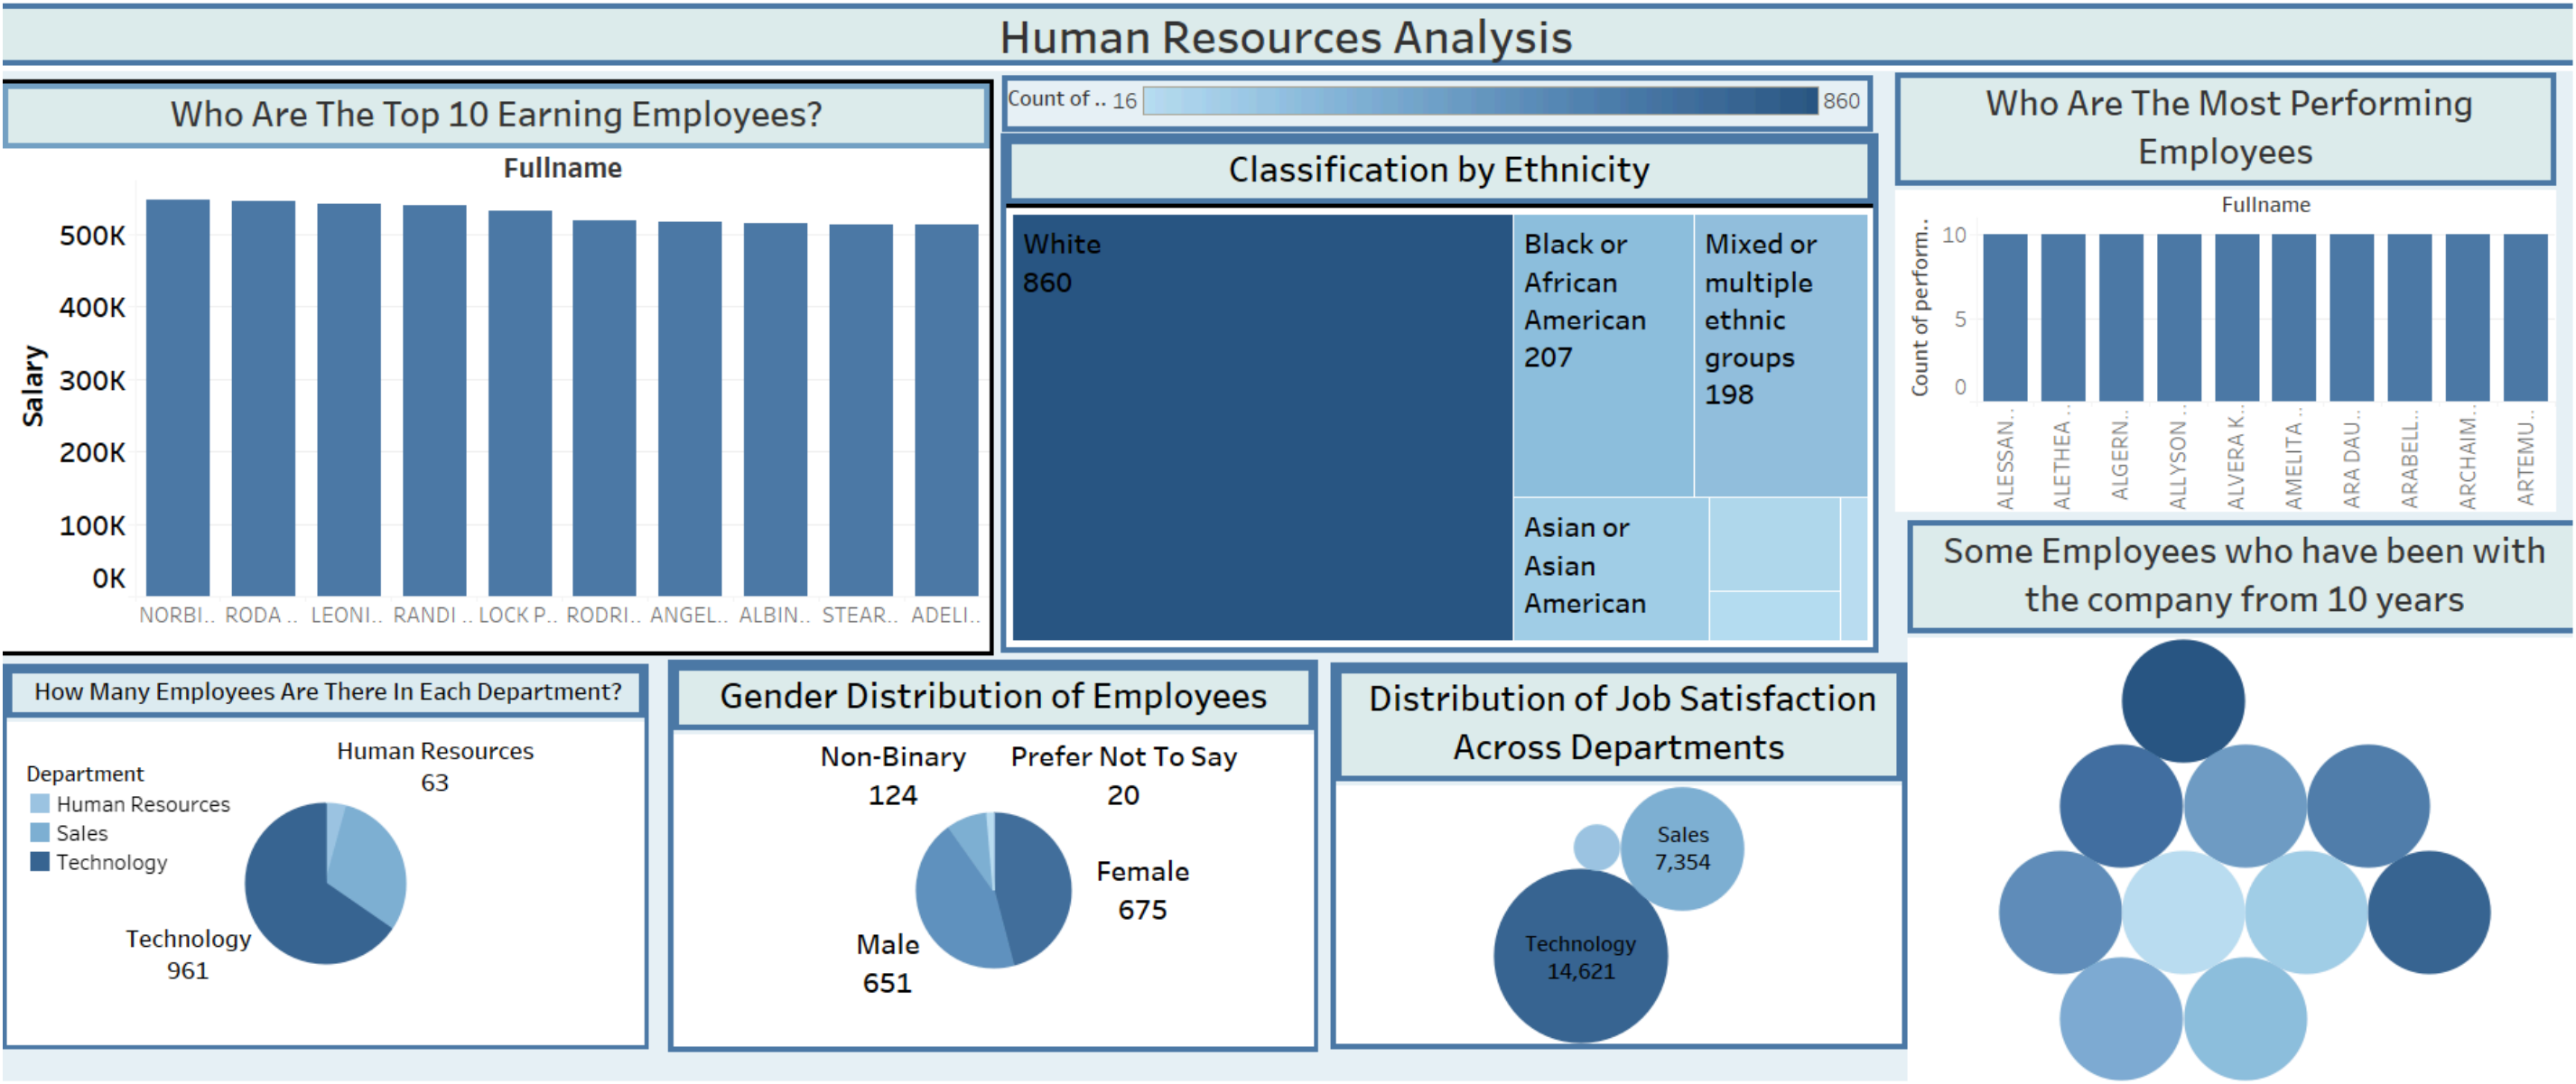 Human Resources Analysis
Who Are The Top 10 Earning Employees?
Fullname
Salary
500K
400K
300K
200K
100K
0K
NORBI..
RODA ..
LEONI..
RANDI ..
LOCK P..
RODRI..
ANGEL..
ALBIN..
STEAR..
ADELI..
Count of .. 16
860
Classification by Ethnicity
White
860
Black or
African
American
207
Mixed or
multiple
ethnic
groups
198
Asian or
Asian
American
Who Are The Most Performing
Employees
Fullname
Count of perform..
10
5
0
ALESSAN..
ALETHEA ..
ALGERN..
ALLYSON ..
ALVERA K..
AMELITA ..
ARA DAU..
ARABELL..
ARCHAIM..
ARTEMU..
Some Employees who have been with
the company from 10 years
How Many Employees Are There In Each Department?
Department
Human Resources
Sales
Technology
Human Resources
63
Technology
961
Gender Distribution of Employees
Non-Binary
124
Prefer Not To Say
20
Female
675
Male
651
Distribution of Job Satisfaction
Across Departments
Sales
7,354
Technology
14,621